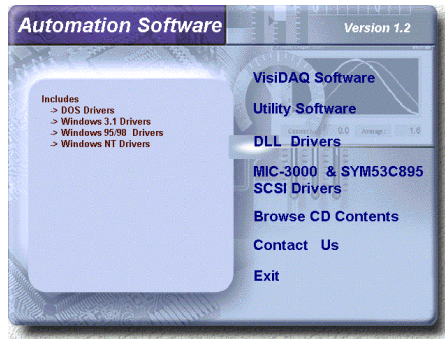 Automation Software
Version 1.2
Includes
-> DOS Drivers
-> Windows 3.1 Drivers
-> Windows 95/98 Drivers
-> Windows NT Drivers
VisiDAQ Software
Utility Software
DLL Drivers
MIC-3000 & SYM53C895
SCSI Drivers
Browse CD Contents
Contact Us
Exit
0.0 Average: 1.6